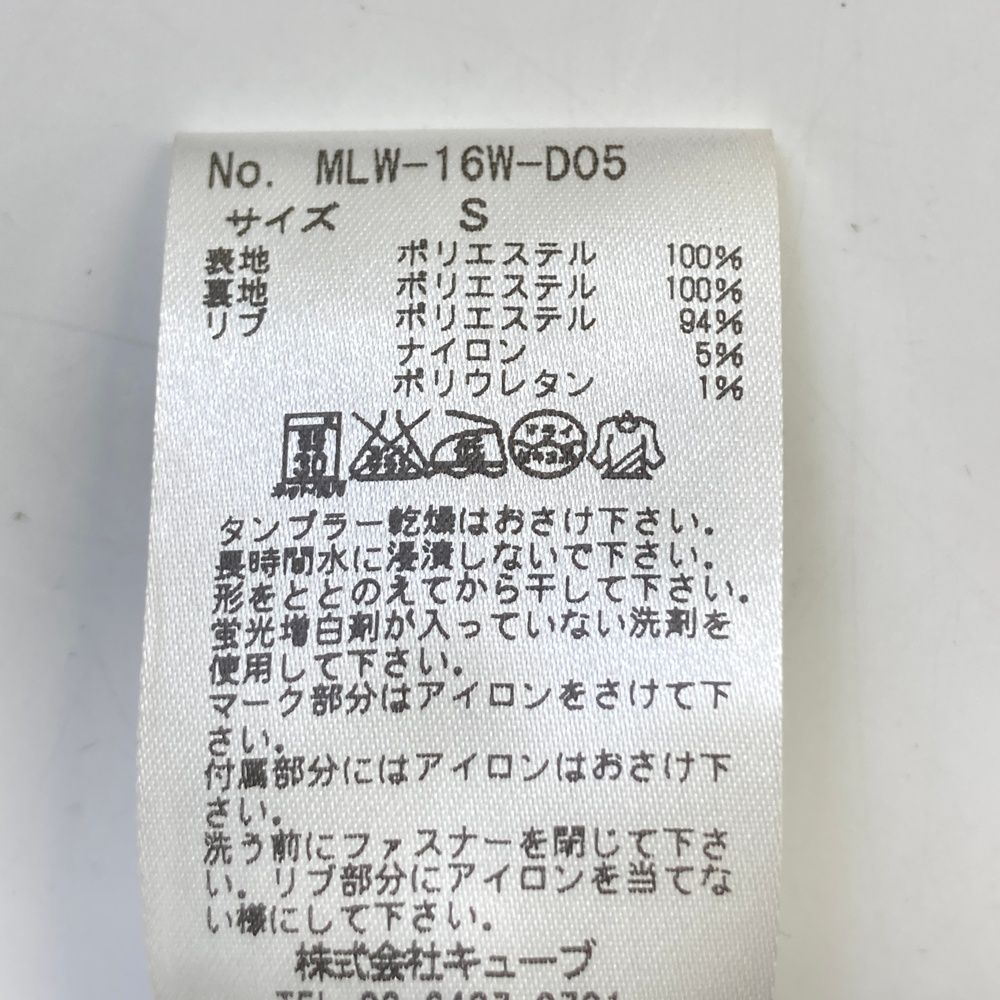 No. MLW-16W-D05
サイズ S
表地 ポリエステル 100%
裏地 ポリエステル 100%
リブ ポリエステル 94%
ナイロン 5%
ポリウレタン 1%
30
タンブラー乾燥はおさけ下さい。
長時間水に浸漬しないで下さい。
形をととのえてから干して下さい。
蛍光増白剤が入っていない洗剤を
使用して下さい。
マーク部分はアイロンをさけて下
さい。
付属部分にはアイロンはおさけ下
さい。
洗う前にファスナーを閉じて下さ
い。リブ部分にアイロンを当てな
い様にして下さい。
株式会社キューブ